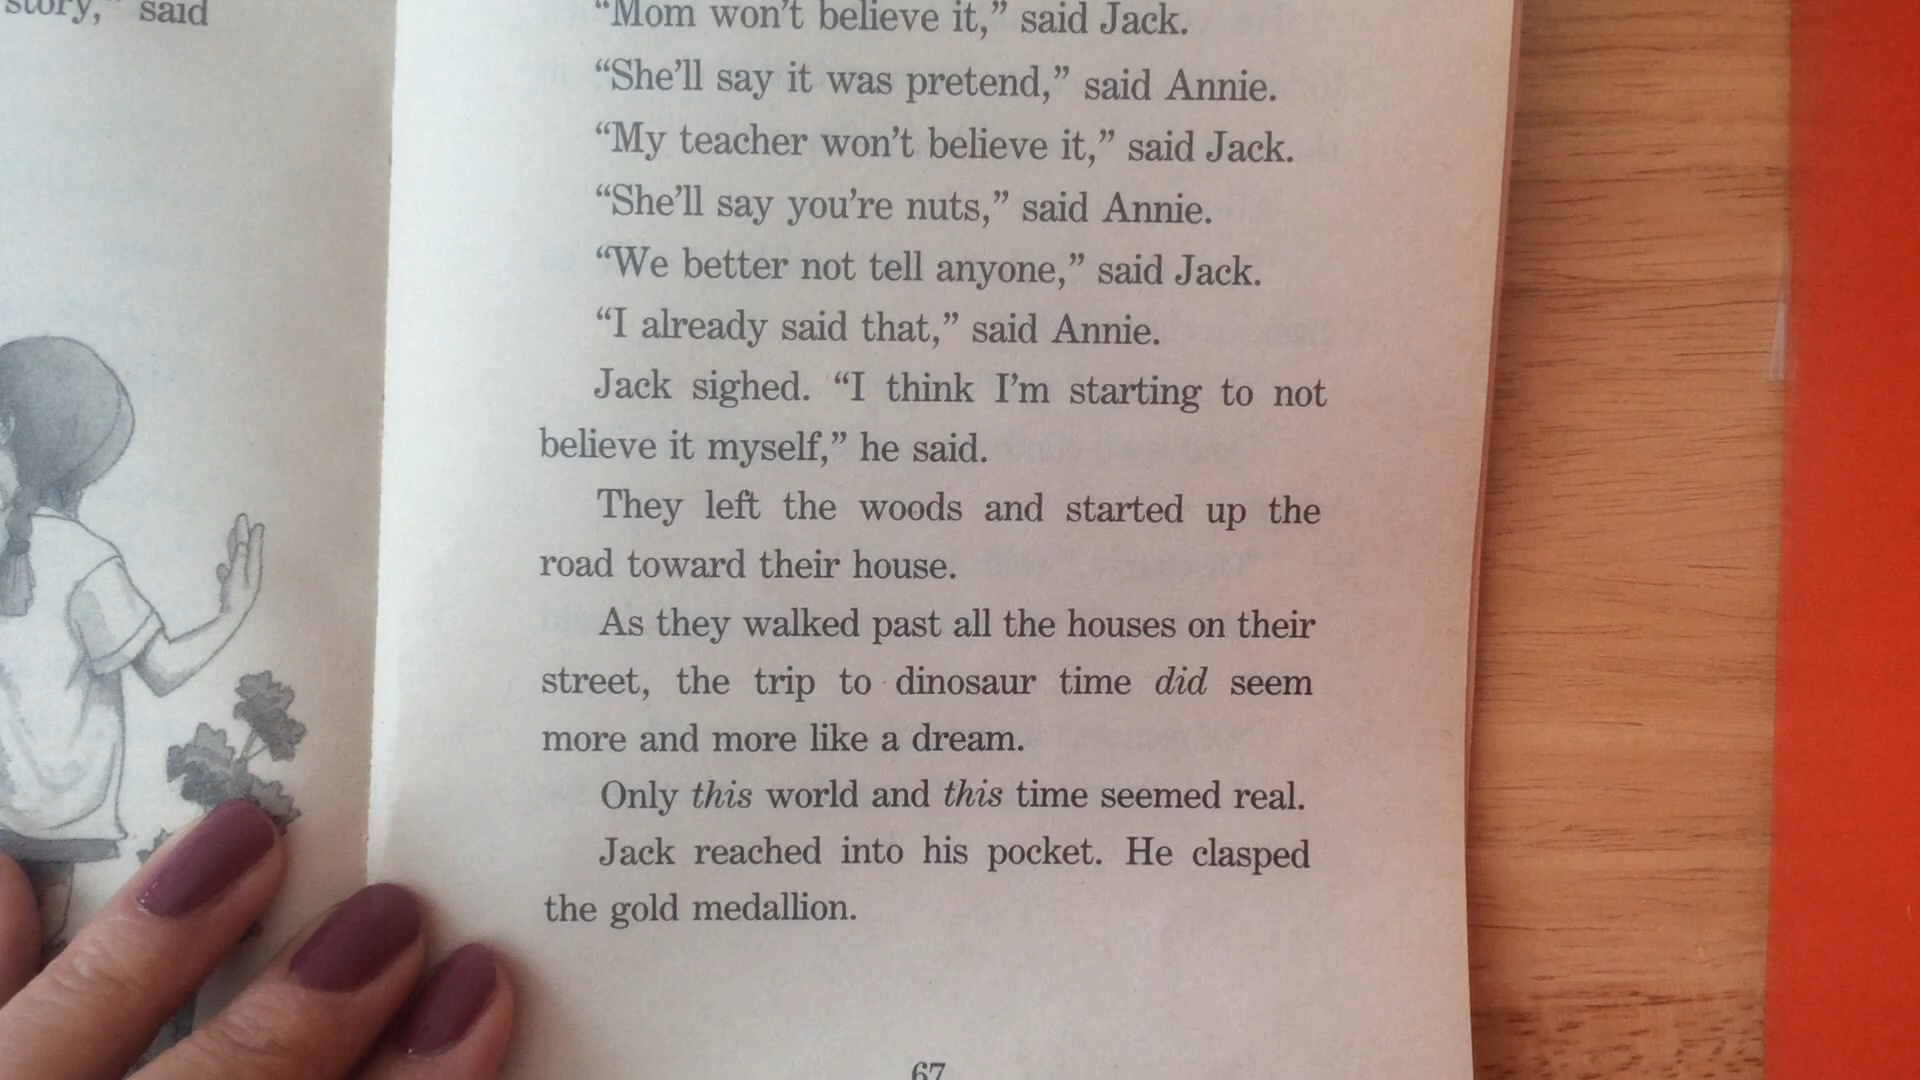 story," said
“Mom won’t believe it,” said Jack.
“She’ll say it was pretend,” said Annie.
“My teacher won’t believe it,” said Jack.
“She’ll say you’re nuts,” said Annie.
“We better not tell anyone,” said Jack.
“I already said that,” said Annie.
Jack sighed. “I think I’m starting to not
believe it myself,” he said.
They left the woods and started up the
road toward their house.
As they walked past all the houses on their
street, the trip to dinosaur time did seem
more and more like a dream.
Only this world and this time seemed real.
Jack reached into his pocket. He clasped
the gold medallion.
67